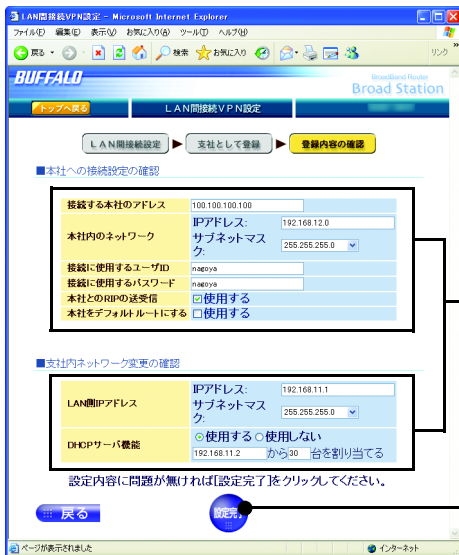 LAN間接続VPN設定 - Microsoft Internet Explorer
ファイル(F) 編集(E) 表示(V) お気に入り(A) ツール(T) ヘルプ(H)
戻る 検索 お気に入り リンク »
BUFFALO BroadBand Router
Broad Station
トップへ戻る LAN間接続VPN設定
LAN間接続設定 支社として登録 登録内容の確認
■本社への接続設定の確認
接続する本社のアドレス 100.100.100.100
本社内のネットワーク IPアドレス: 192.168.12.0
サブネットマスク: 255.255.255.0
接続に使用するユーザID nagoya
接続に使用するパスワード nagoya
本社とのRIPの送受信 使用する
本社をデフォルトルートにする 使用する
■支社内ネットワーク変更の確認
LAN側IPアドレス IPアドレス: 192.168.11.1
サブネットマスク: 255.255.255.0
DHCPサーバ機能 使用する 使用しない
192.168.11.2 から 30 台を割り当てる
設定内容に問題が無ければ[設定完了]をクリックしてください。
戻る 設定完了
ページが表示されました インターネット